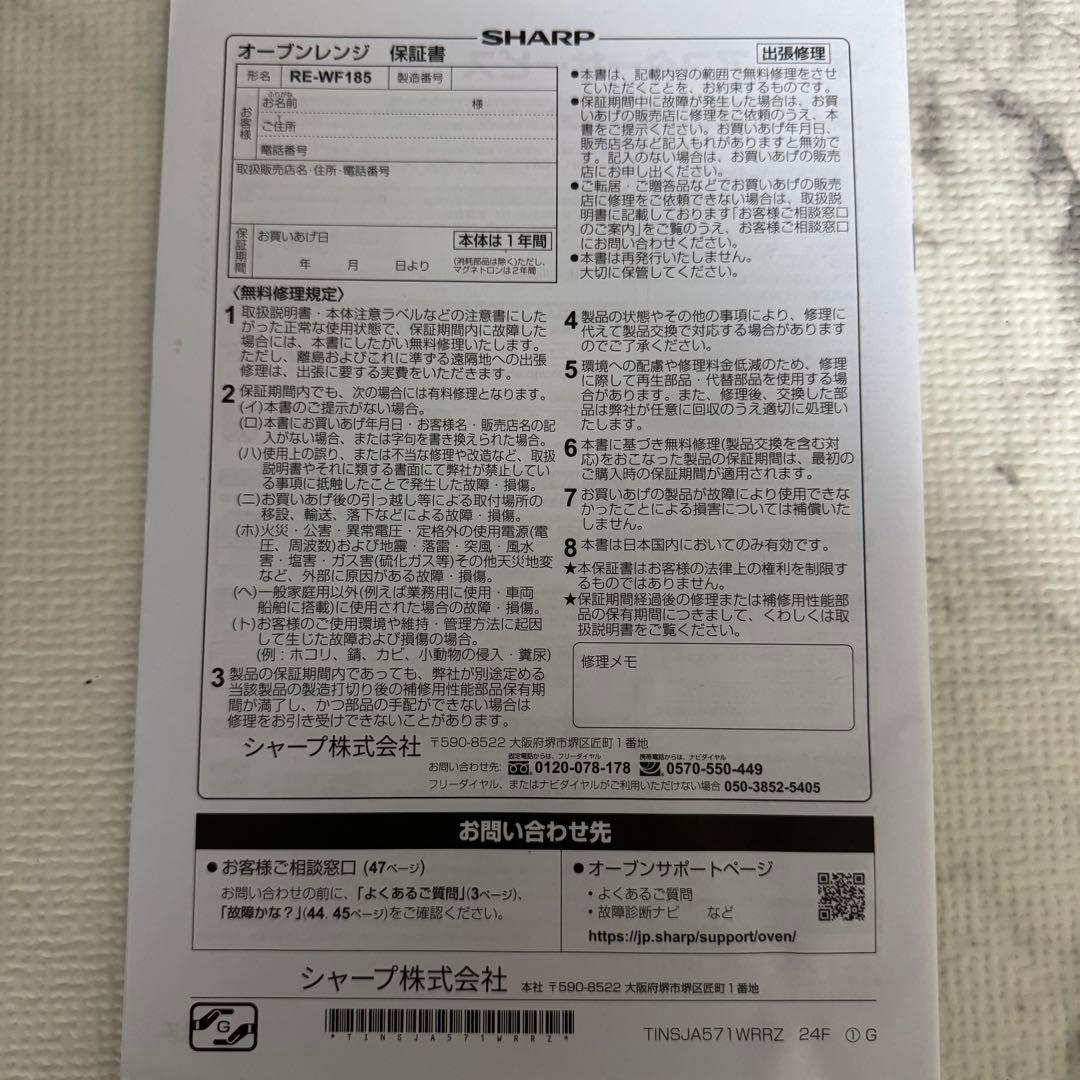 SHARP
オーブンレンジ 保証書
出張修理
形名 RE-WF185 製造番号
お客様
ふりがな
お名前 様
ご住所
電話番号
取扱販売店名・住所・電話番号
保証期間
お買いあげ日
年 月 日より
本体は1年間
(消耗部品は除く)ただし、
マグネトロンは2年間
●本書は、記載内容の範囲で無料修理をさせ
ていただくことを、お約束するものです。
●保証期間中に故障が発生した場合は、お買
いあげの販売店に修理をご依頼のうえ、本
書をご提示ください。お買いあげ年月日、
販売店名など記入もれがありますと無効で
す。記入のない場合は、お買いあげの販売
店にお申し出ください。
●ご転居・ご贈答品などでお買いあげの販売
店に修理をご依頼できない場合は、取扱説
明書に記載しております「お客様ご相談窓口
のご案内」をご覧のうえ、お客様ご相談窓口
にお問い合わせください。
●本書は再発行いたしません。
大切に保管してください。
〈無料修理規定〉
1 取扱説明書・本体注意ラベルなどの注意書にした
がった正常な使用状態で、保証期間内に故障した
場合には、本書にしたがい無料修理いたします。
ただし、離島およびこれに準ずる遠隔地への出張
修理は、出張に要する実費をいただきます。
2 保証期間内でも、次の場合には有料修理となります。
(イ)本書のご提示がない場合。
(ロ)本書にお買いあげ年月日・お客様名・販売店名の記
入がない場合、または字句を書き換えられた場合。
(ハ)使用上の誤り、または不当な修理や改造など、取扱
説明書やそれに類する書面にて弊社が禁止してい
る事項に抵触したことで発生した故障・損傷。
(ニ)お買いあげ後の引っ越し等による取付場所の
移設、輸送、落下などによる故障・損傷。
(ホ)火災・公害・異常電圧・定格外の使用電源(電
圧、周波数)および地震・落雷・突風・風水
害・塩害・ガス害(硫化ガス等)その他天災地変
など、外部に原因がある故障・損傷。
(ヘ)一般家庭用以外(例えば業務用に使用・車両
船舶に搭載)に使用された場合の故障・損傷。
(ト)お客様のご使用環境や維持・管理方法に起因
して生じた故障および損傷の場合。
(例：ホコリ、錆、カビ、小動物の侵入・糞尿)
3 製品の保証期間内であっても、弊社が別途定める
当該製品の製造打切り後の補修用性能部品保有期
間が満了し、かつ部品の手配ができない場合は
修理をお引き受けできないことがあります。
4 製品の状態やその他の事項により、修理に
代えて製品交換で対応する場合があります
のでご了承ください。
5 環境への配慮や修理料金低減のため、修理
に際して再生部品・代替部品を使用する場
合があります。また、修理後、交換した部
品は弊社が任意に回収のうえ適切に処理い
たします。
6 本書に基づき無料修理(製品交換を含む対
応)をおこなった製品の保証期間は、最初の
ご購入時の保証期間が適用されます。
7 お買いあげの製品が故障により使用できな
かったことによる損害については補償いた
しません。
8 本書は日本国内においてのみ有効です。
★本保証書はお客様の法律上の権利を制限す
るものではありません。
★保証期間経過後の修理または補修用性能部
品の保有期間につきまして、くわしくは取
扱説明書をご覧ください。
修理メモ
シャープ株式会社 〒590-8522 大阪府堺市堺区匠町1番地
固定電話からは、フリーダイヤル 携帯電話からは、ナビダイヤル
お問い合わせ先: 0120-078-178 0570-550-449
フリーダイヤル、またはナビダイヤルがご利用いただけない場合 050-3852-5405
お問い合わせ先
●お客様ご相談窓口(47ページ)
お問い合わせの前に、「よくあるご質問」(3ページ)、
「故障かな？」(44, 45ページ)をご確認ください。
●オーブンサポートページ
・よくあるご質問
・故障診断ナビ など
https://jp.sharp/support/oven/
シャープ株式会社 本社 〒590-8522 大阪府堺市堺区匠町1番地
G
*TINSJA571WRRZ*
TINSJA571WRRZ 24F ①G